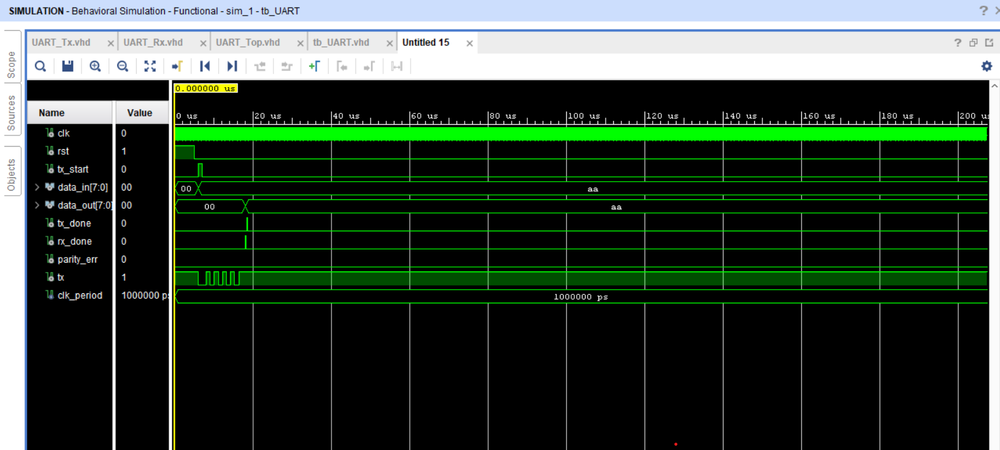 SIMULATION - Behavioral Simulation - Functional - sim_1 - tb_UART
UART_Tx.vhd UART_Rx.vhd UART_Top.vhd tb_UART.vhd Untitled 15
Scope
Sources
Objects
0.000000 us
Name Value
0 us 20 us 40 us 60 us 80 us 100 us 120 us 140 us 160 us 180 us 200 us
clk 0
rst 1
tx_start 0
data_in[7:0] 00 00 aa
data_out[7:0] 00 00 aa
tx_done 0
rx_done 0
parity_err 0
tx 1
clk_period 1000000 ps 1000000 ps